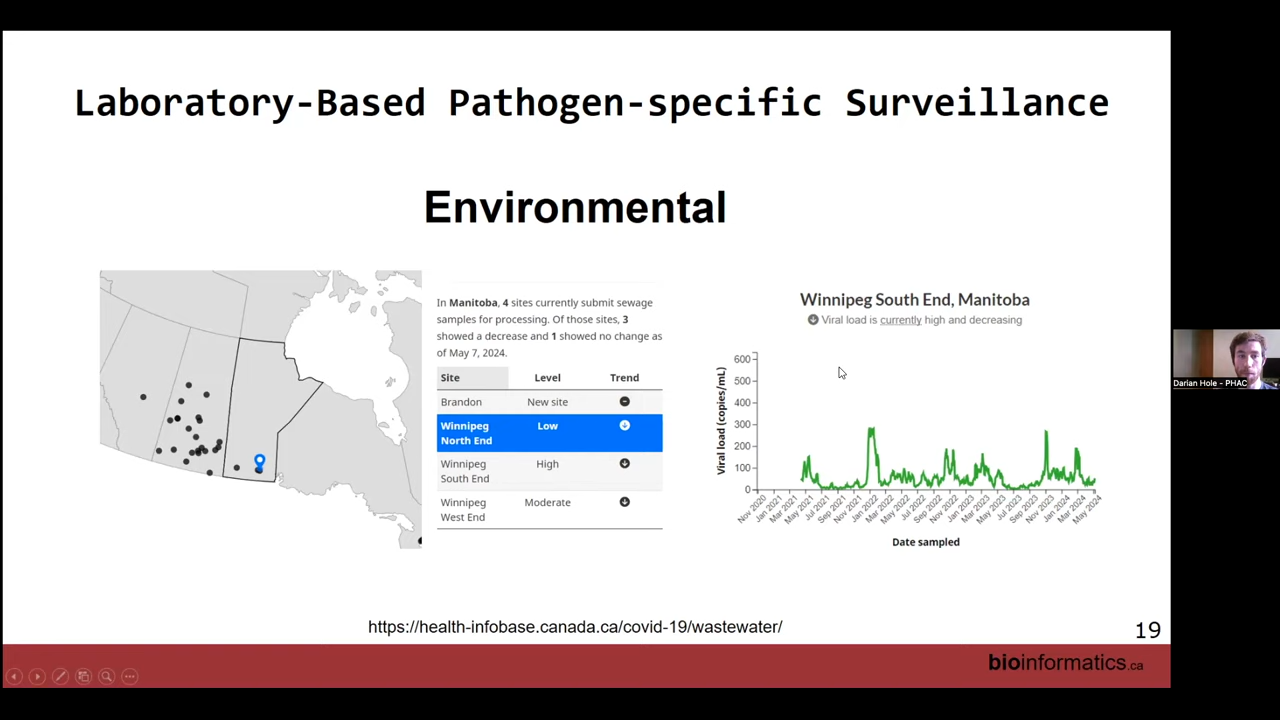 Laboratory-Based Pathogen-specific Surveillance
Environmental
In Manitoba, 4 sites currently submit sewage
samples for processing. Of those sites, 3
showed a decrease and 1 showed no change as
of May 7, 2024.
Site Level Trend
Brandon New site
Winnipeg
North End Low
Winnipeg
South End High
Winnipeg
West End Moderate
Winnipeg South End, Manitoba
Viral load is currently high and decreasing
Viral load (copies/mL)
600
500
400
300
200
100
0
Nov 2020 Jan 2021 Mar 2021 May 2021 Jul 2021 Sep 2021 Nov 2021 Jan 2022 Mar 2022 May 2022 Jul 2022 Sep 2022 Nov 2022 Jan 2023 Mar 2023 May 2023 Jul 2023 Sep 2023 Nov 2023 Jan 2024 Mar 2024 May 2024
Date sampled
https://health-infobase.canada.ca/covid-19/wastewater/
19
bioinformatics.ca
Darian Hole - PHAC